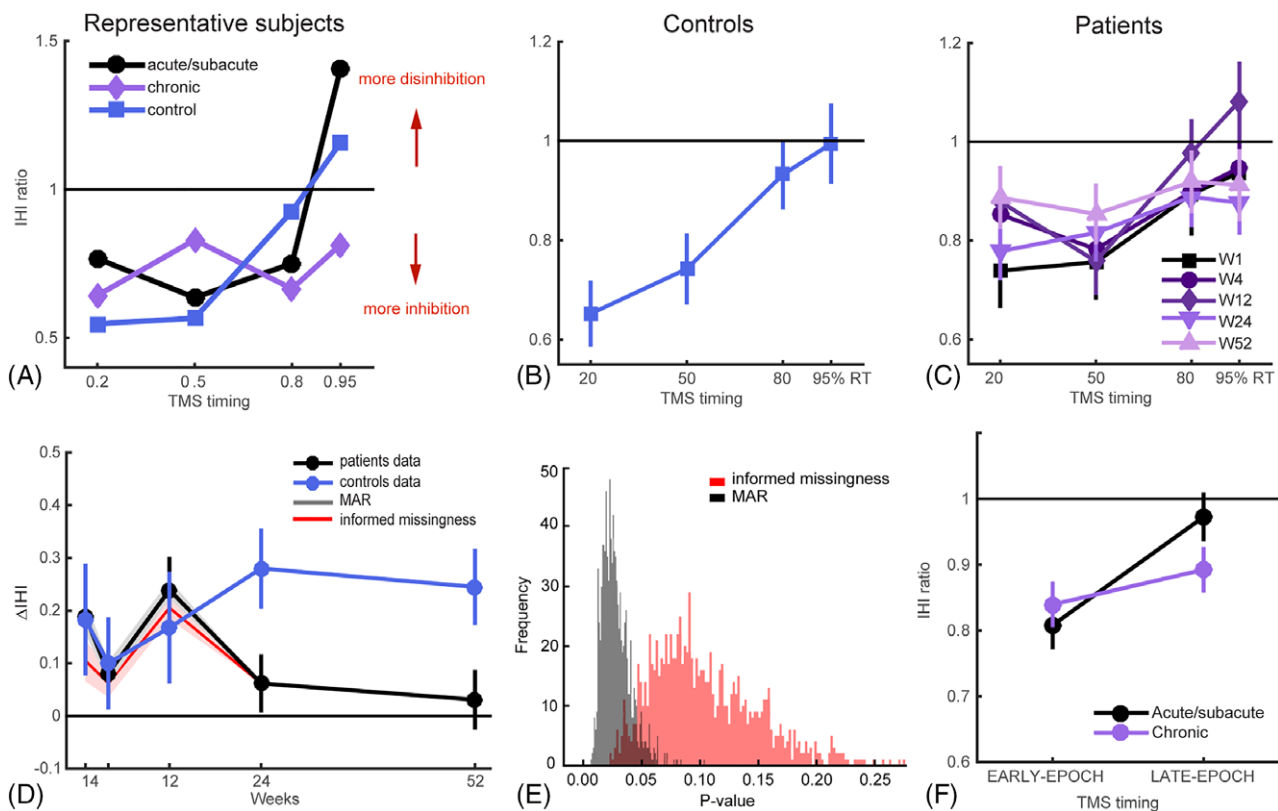 Representative subjects
1.5
acute/subacute
chronic
control
more disinhibition
1
more inhibition
0.5
IHI ratio
0.2 0.5 0.8 0.95
TMS timing
(A)
Controls
1.2
1
0.8
0.6
20 50 80 95% RT
TMS timing
(B)
Patients
1.2
1
0.8
0.6
W1
W4
W12
W24
W52
20 50 80 95% RT
TMS timing
(C)
0.5
0.4
0.3
0.2
0.1
0
-0.1
ΔIHI
patients data
controls data
MAR
informed missingness
14 12 24 52
Weeks
(D)
50
40
30
20
10
0
Frequency
informed missingness
MAR
0.00 0.05 0.10 0.15 0.20 0.25
P-value
(E)
1
0.9
0.8
0.7
0.6
IHI ratio
Acute/subacute
Chronic
EARLY-EPOCH LATE-EPOCH
TMS timing
(F)